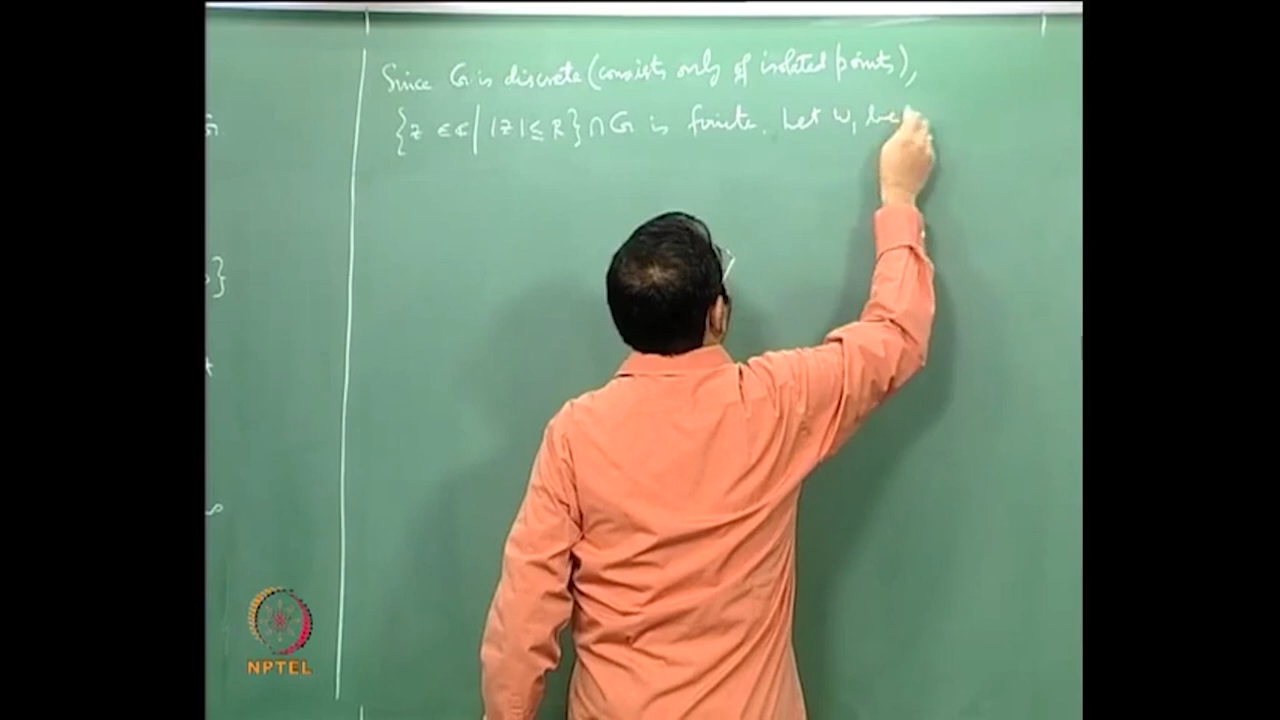 Since G is discrete (consists only of isolated points),
{z ∈ ℂ | |z| ≤ R} ∩ G is finite. Let ω₁ be
NPTEL